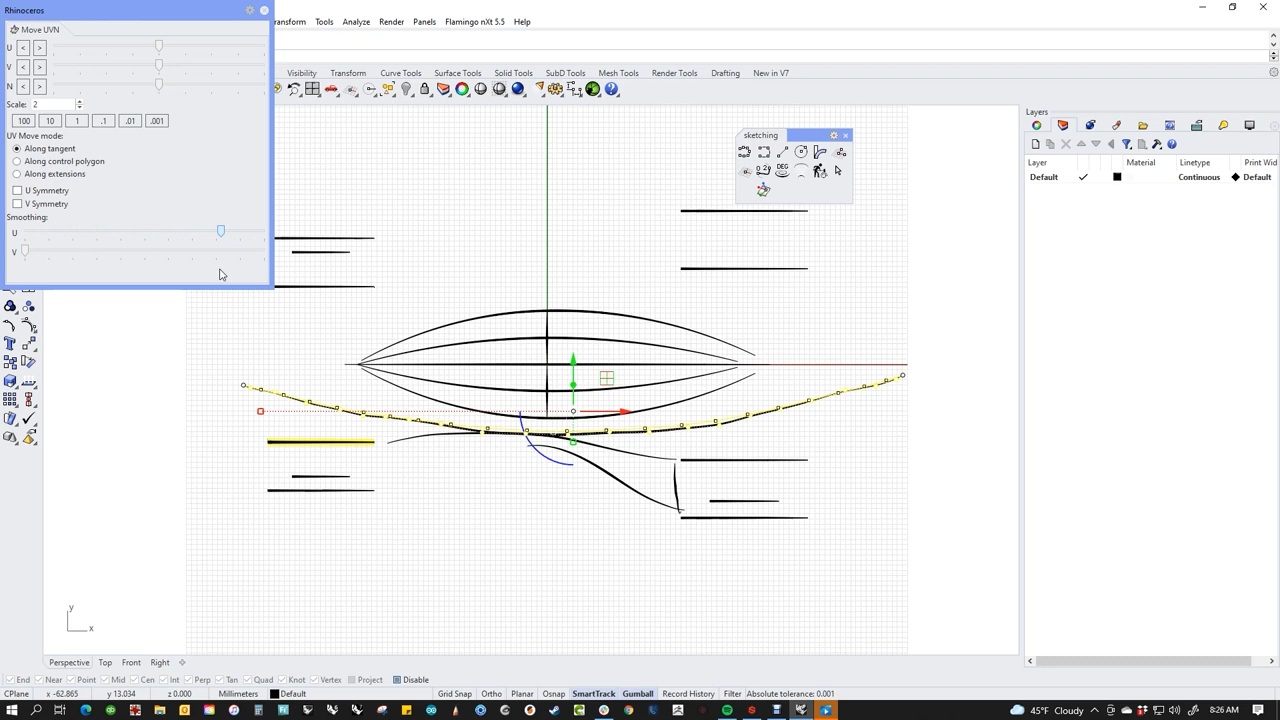 Rhinoceros
ransform Tools Analyze Render Panels Flamingo nXt 5.5 Help
Move UVN
U < >
V < >
N < >
Visibility Transform Curve Tools Surface Tools Solid Tools SubD Tools Mesh Tools Render Tools Drafting New in V7
Scale: 2
100 10 1 .1 .01 .001
UV Move mode:
Along tangent
Along control polygon
Along extensions
U Symmetry
V Symmetry
Smoothing:
U
V
Layers
Layer Material Linetype Print Wid
Default Continuous Default
sketching
0.2 DEG
y
x
Perspective Top Front Right
End Near Point Mid Cen Int Perp Tan Quad Knot Vertex Project Disable
CPlane x -62.865 y 13.034 z 0.000 Millimeters Default Grid Snap Ortho Planar Osnap SmartTrack Gumball Record History Filter Absolute tolerance: 0.001
45°F Cloudy 8:26 AM